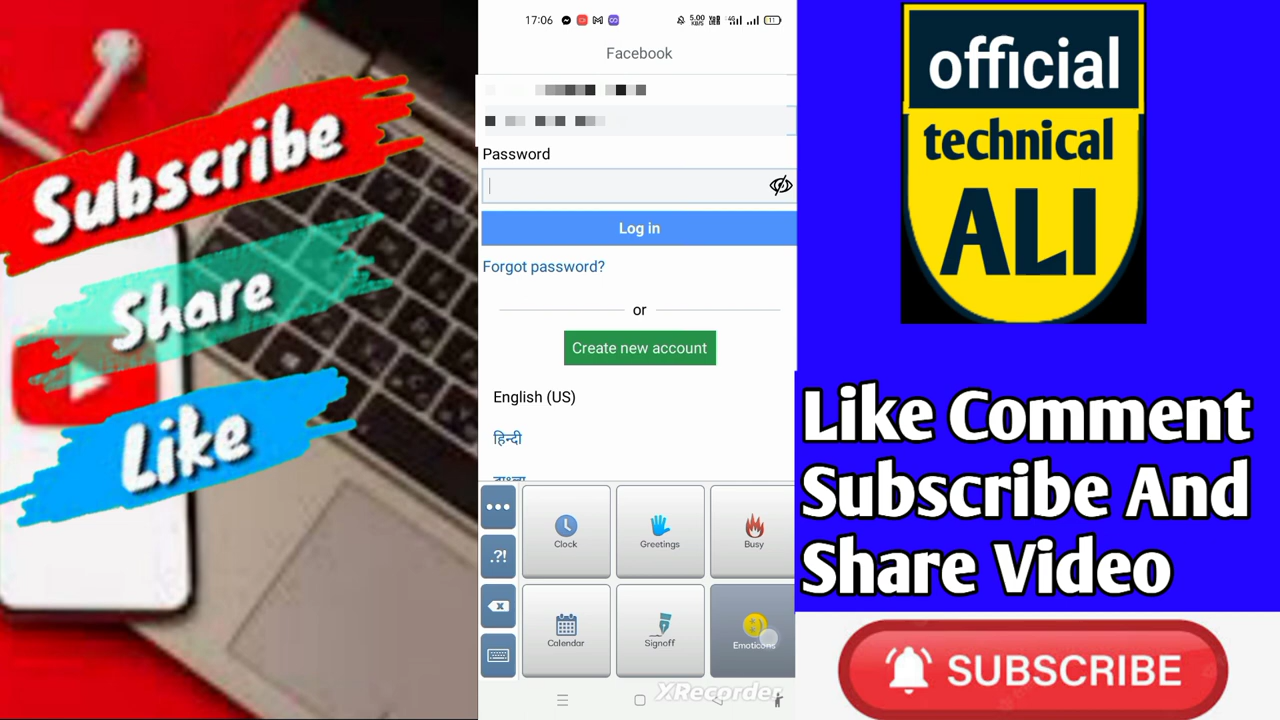 Subscribe
Share
Like
17:06
Facebook
Password
Log in
Forgot password?
or
Create new account
English (US)
हिन्दी
Clock
Greetings
Busy
.?!
Calendar
Signoff
Emoticons
XRecorder
official
technical
ALI
Like Comment
Subscribe And
Share Video
SUBSCRIBE